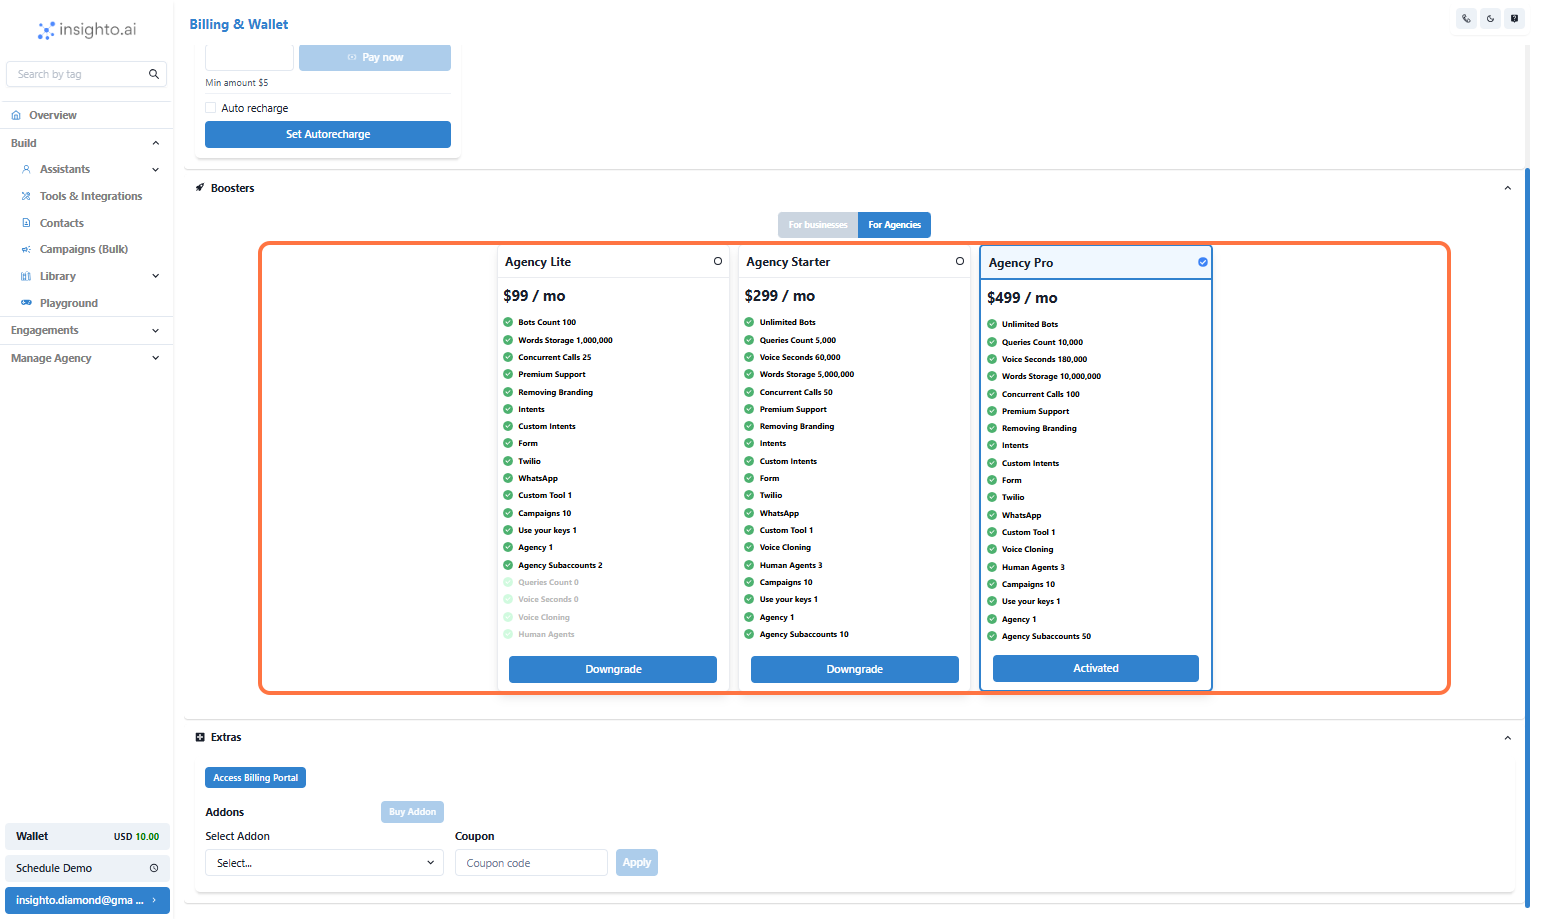 insighto.ai
Billing & Wallet
Search by tag
Overview
Build
Assistants
Tools & Integrations
Contacts
Campaigns (Bulk)
Library
Playground
Engagements
Manage Agency
Wallet USD 10.00
Schedule Demo
insighto.diamond@gma ...
Pay now
Min amount $5
Auto recharge
Set Autorecharge
Boosters
For businesses For Agencies
Agency Lite
$99 / mo
Bots Count 100
Words Storage 1,000,000
Concurrent Calls 25
Premium Support
Removing Branding
Intents
Custom Intents
Form
Twilio
WhatsApp
Custom Tool 1
Campaigns 10
Use your keys 1
Agency 1
Agency Subaccounts 2
Queries Count 0
Voice Seconds 0
Voice Cloning
Human Agents
Downgrade
Agency Starter
$299 / mo
Unlimited Bots
Queries Count 5,000
Voice Seconds 60,000
Words Storage 5,000,000
Concurrent Calls 50
Premium Support
Removing Branding
Intents
Custom Intents
Form
Twilio
WhatsApp
Custom Tool 1
Voice Cloning
Human Agents 3
Campaigns 10
Use your keys 1
Agency 1
Agency Subaccounts 10
Downgrade
Agency Pro
$499 / mo
Unlimited Bots
Queries Count 10,000
Voice Seconds 180,000
Words Storage 10,000,000
Concurrent Calls 100
Premium Support
Removing Branding
Intents
Custom Intents
Form
Twilio
WhatsApp
Custom Tool 1
Voice Cloning
Human Agents 3
Campaigns 10
Use your keys 1
Agency 1
Agency Subaccounts 50
Activated
Extras
Access Billing Portal
Addons Buy Addon
Select Addon Coupon
Select... Coupon code Apply